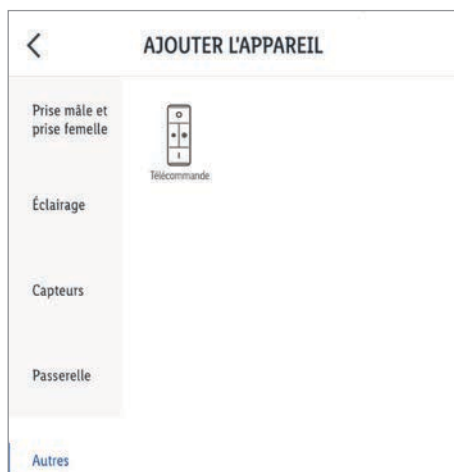 AJOUTER L'APPAREIL
Prise mâle et
prise femelle
Télécommande
Éclairage
Capteurs
Passerelle
Autres